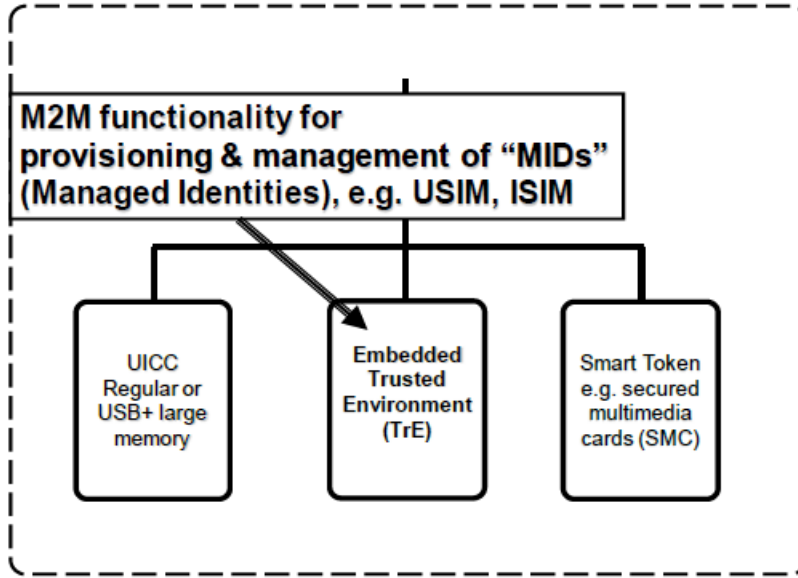 M2M functionality for
provisioning & management of “MIDs”
(Managed Identities), e.g. USIM, ISIM
UICC
Regular or
USB+ large
memory
Embedded
Trusted
Environment
(TrE)
Smart Token
e.g. secured
multimedia
cards (SMC)